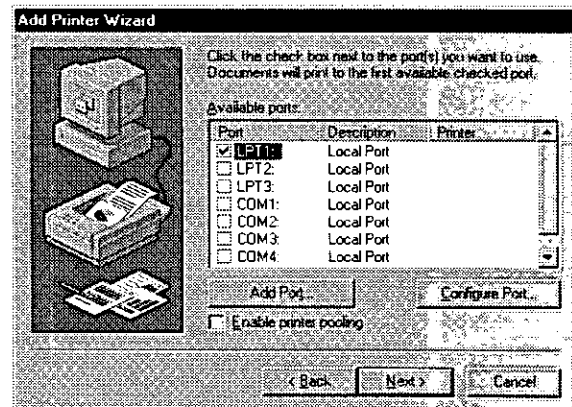 Add Printer Wizard
Click the check box next to the port(s) you want to use.
Documents will print to the first available checked port.
Available ports:
Port Description Printer
LPT1: Local Port
LPT2: Local Port
LPT3: Local Port
COM1: Local Port
COM2: Local Port
COM3: Local Port
COM4: Local Port
Add Port... Configure Port...
Enable printer pooling
< Back Next > Cancel